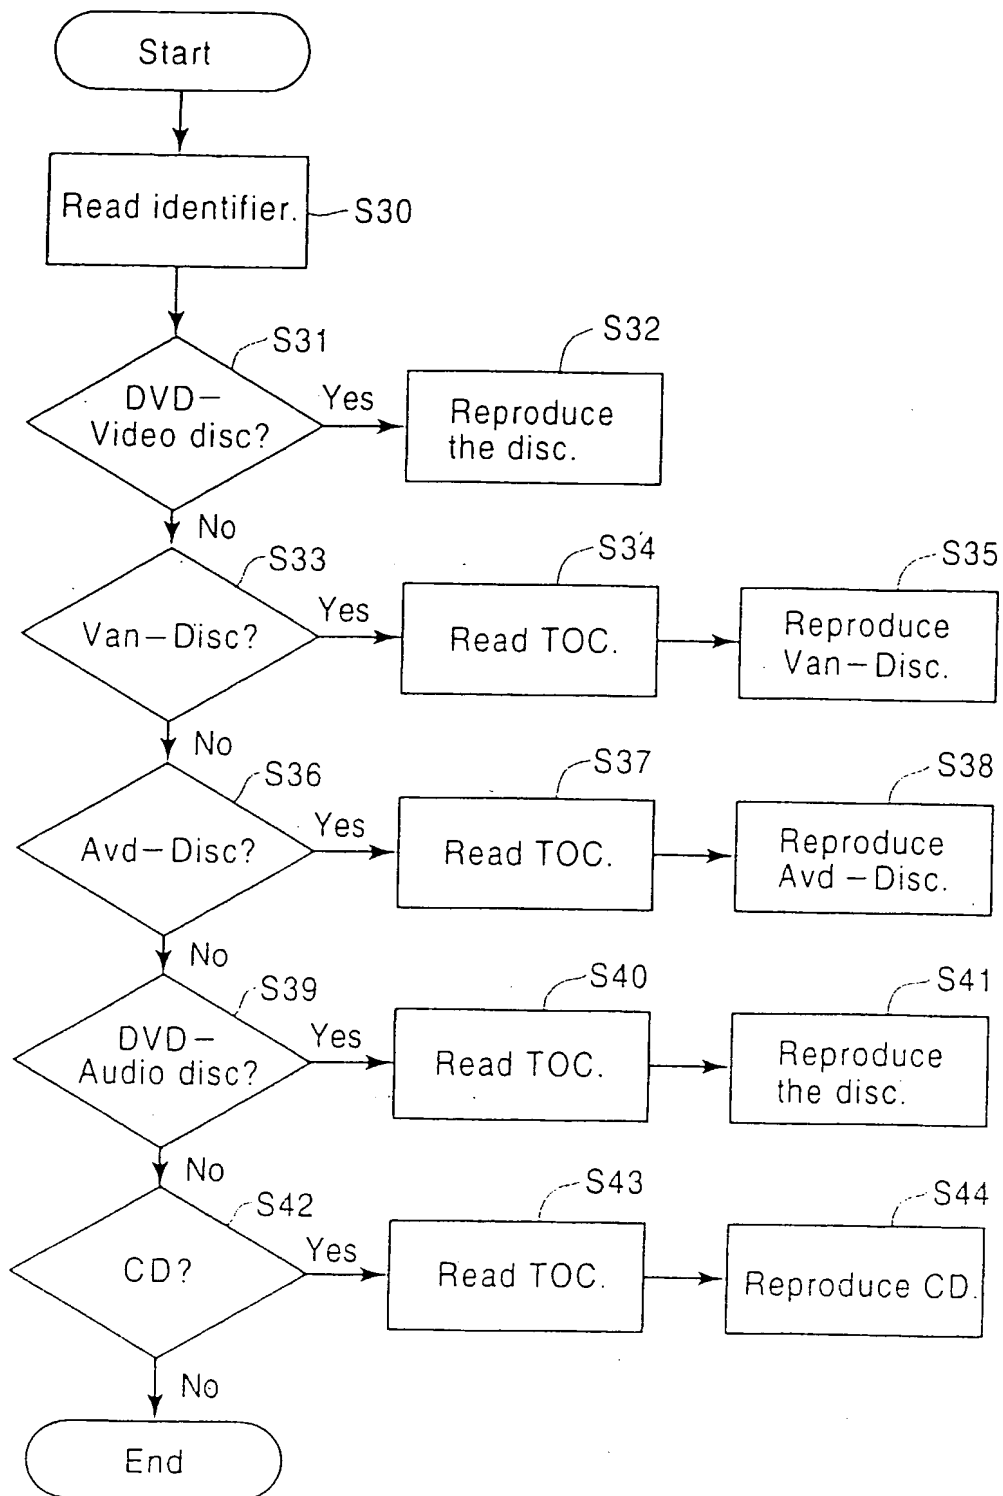 Start
Read identifier.
S30
S31
DVD–
Video disc?
Yes
S32
Reproduce
the disc.
No
S33
Van–Disc?
Yes
S34
Read TOC.
S35
Reproduce
Van–Disc.
No
S36
Avd–Disc?
Yes
S37
Read TOC.
S38
Reproduce
Avd –Disc.
No
S39
DVD–
Audio disc?
Yes
S40
Read TOC.
S41
Reproduce
the disc.
No
S42
CD?
Yes
S43
Read TOC.
S44
Reproduce CD.
No
End